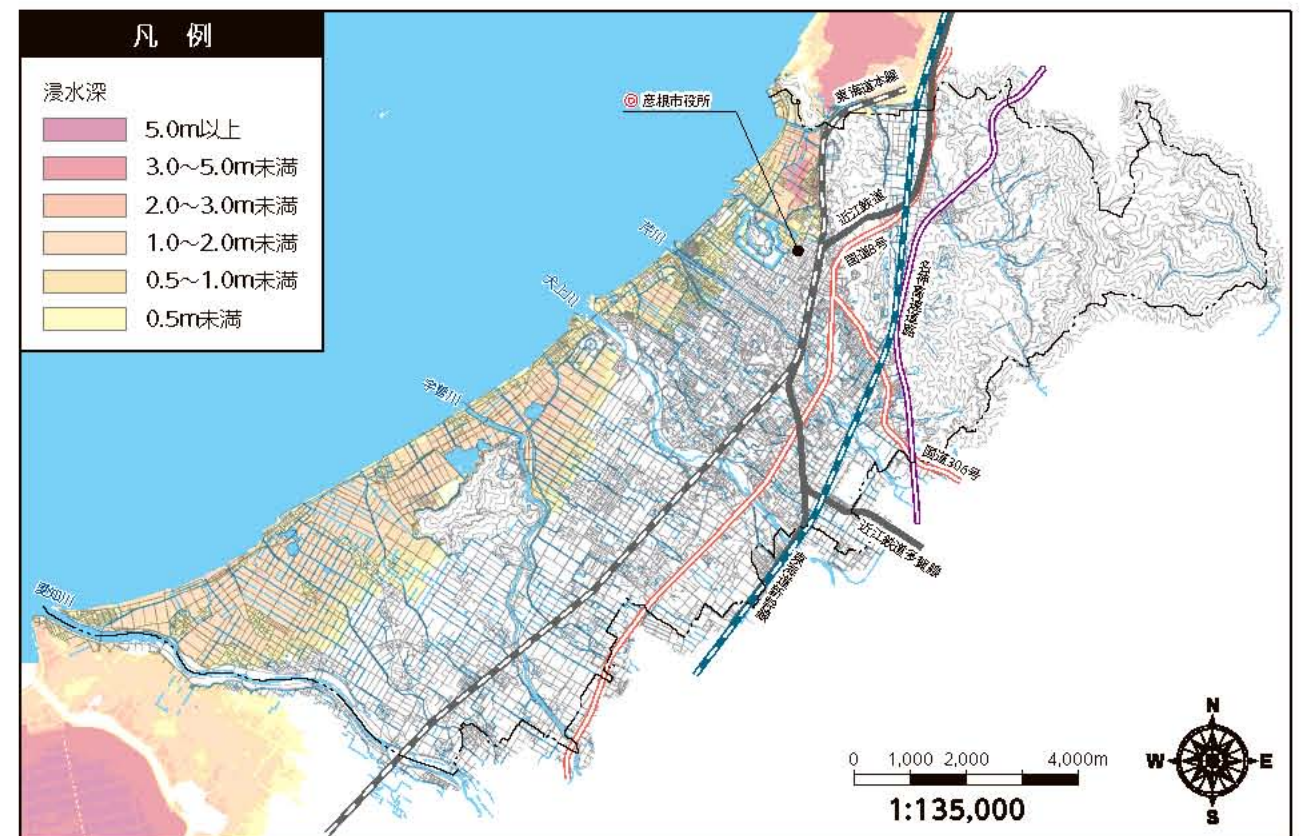 凡 例
浸水深
5.0m以上
3.0～5.0m未満
2.0～3.0m未満
1.0～2.0m未満
0.5～1.0m未満
0.5m未満
◎ 彦根市役所
東海道本線
近江鉄道
国道8号
名神高速道路
芹川
犬上川
宇曽川
愛知川
国道306号
近江鉄道多賀線
東海道新幹線
0 1,000 2,000 4,000m
1:135,000
N
W E
S